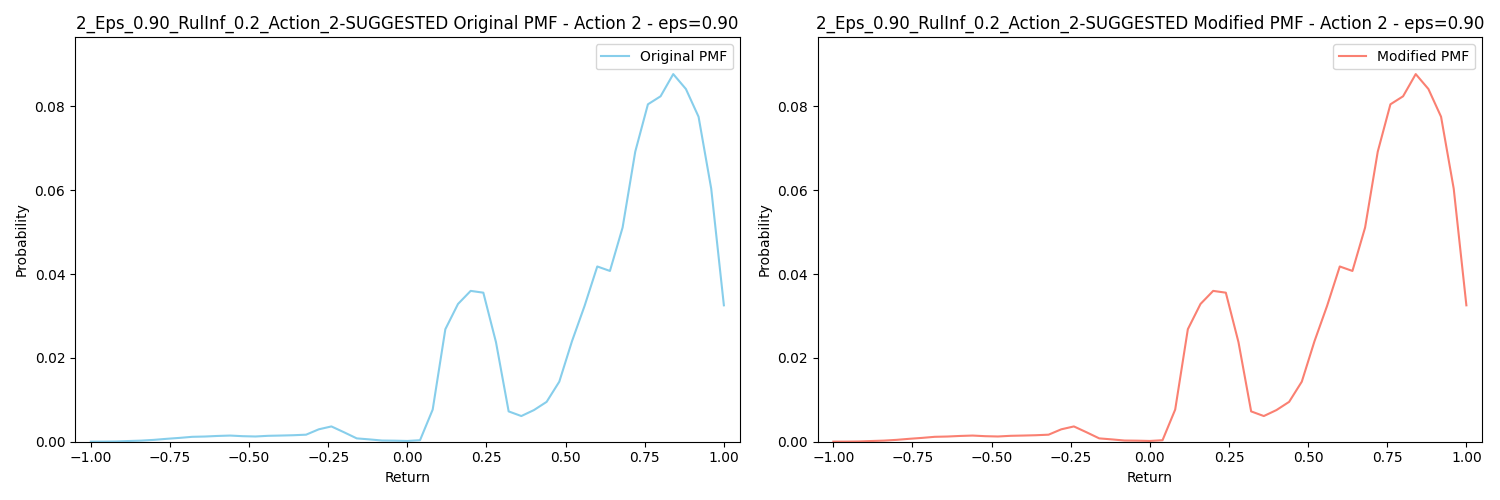 2_Eps_0.90_RulInf_0.2_Action_2-SUGGESTED Original PMF - Action 2 - eps=0.90
Original PMF
Probability
0.08
0.06
0.04
0.02
0.00
−1.00 −0.75 −0.50 −0.25 0.00 0.25 0.50 0.75 1.00
Return
2_Eps_0.90_RulInf_0.2_Action_2-SUGGESTED Modified PMF - Action 2 - eps=0.90
Modified PMF
Probability
0.08
0.06
0.04
0.02
0.00
−1.00 −0.75 −0.50 −0.25 0.00 0.25 0.50 0.75 1.00
Return